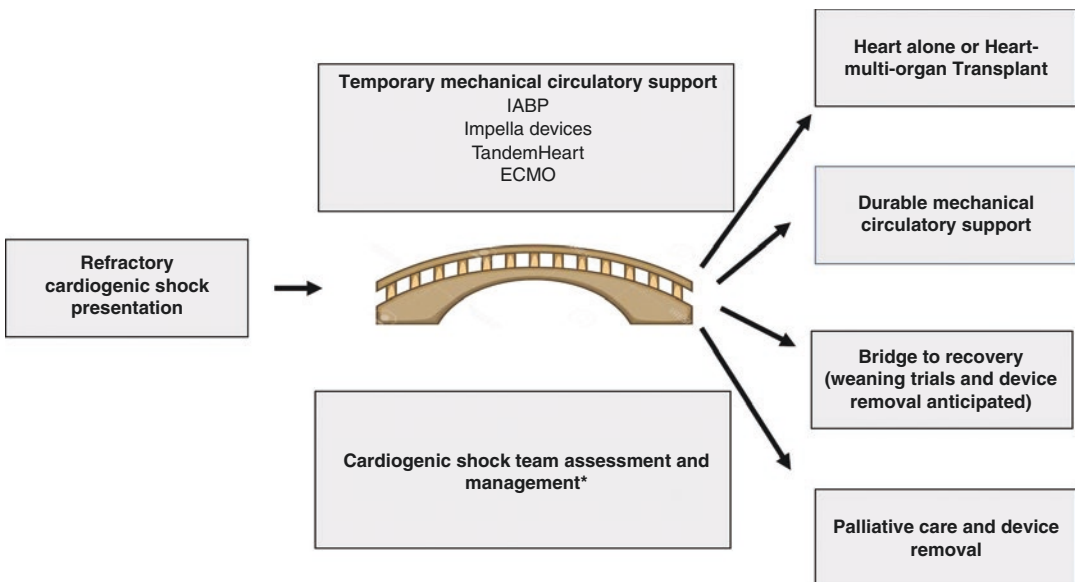 Refractory
cardiogenic shock
presentation
Temporary mechanical circulatory support
IABP
Impella devices
TandemHeart
ECMO
Cardiogenic shock team assessment and
management*
Heart alone or Heart-
multi-organ Transplant
Durable mechanical
circulatory support
Bridge to recovery
(weaning trials and device
removal anticipated)
Palliative care and device
removal